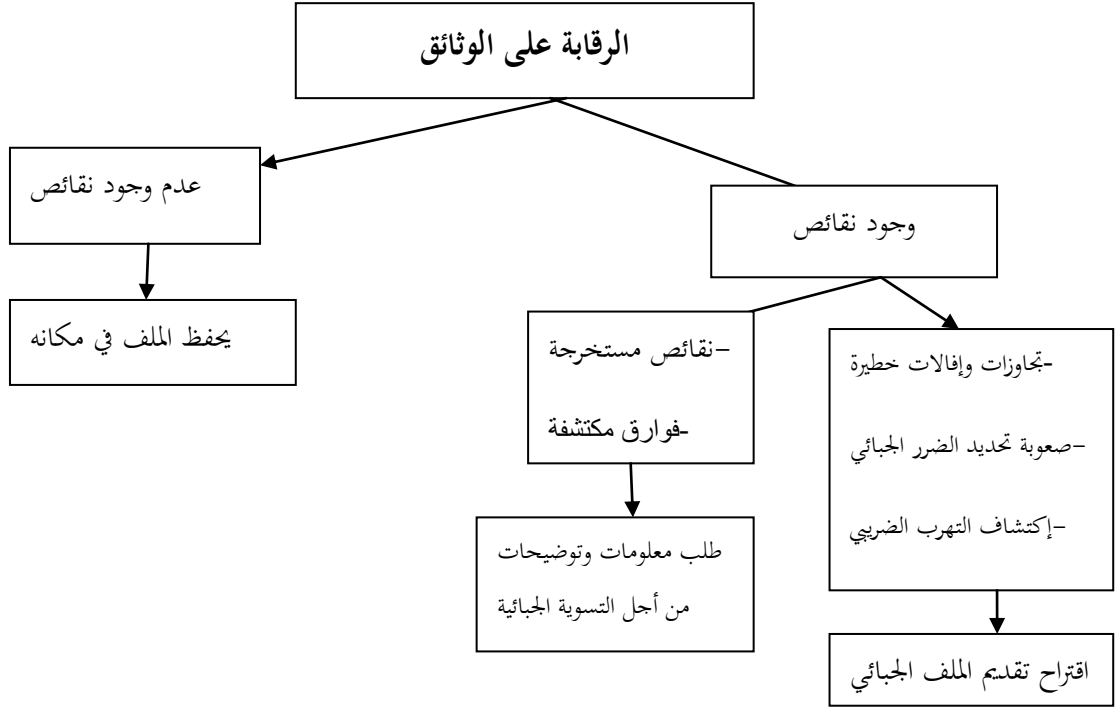 الرقابة على الوثائق
عدم وجود نقائص
وجود نقائص
يحفظ الملف في مكانه
–نقائص مستخرجة
-فوارق مكتشفة
-تجاوزات وإفالات خطيرة
–صعوبة تحديد الضرر الجبائي
–إكتشاف التهرب الضريبي
طلب معلومات وتوضيحات
من أجل التسوية الجبائية
اقتراح تقديم الملف الجبائي